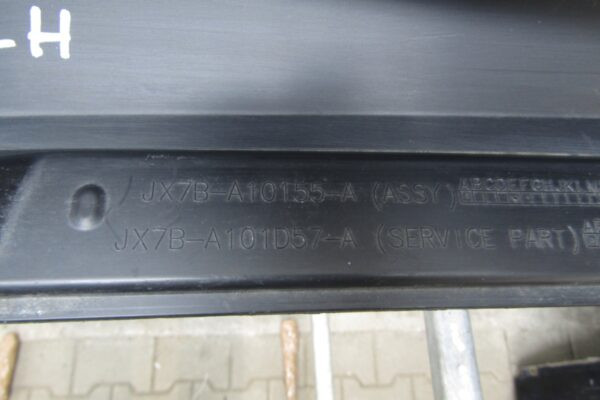 -H
JX7B-A10155-A (ASSY)
JX7B-A101D57-A (SERVICE PART)